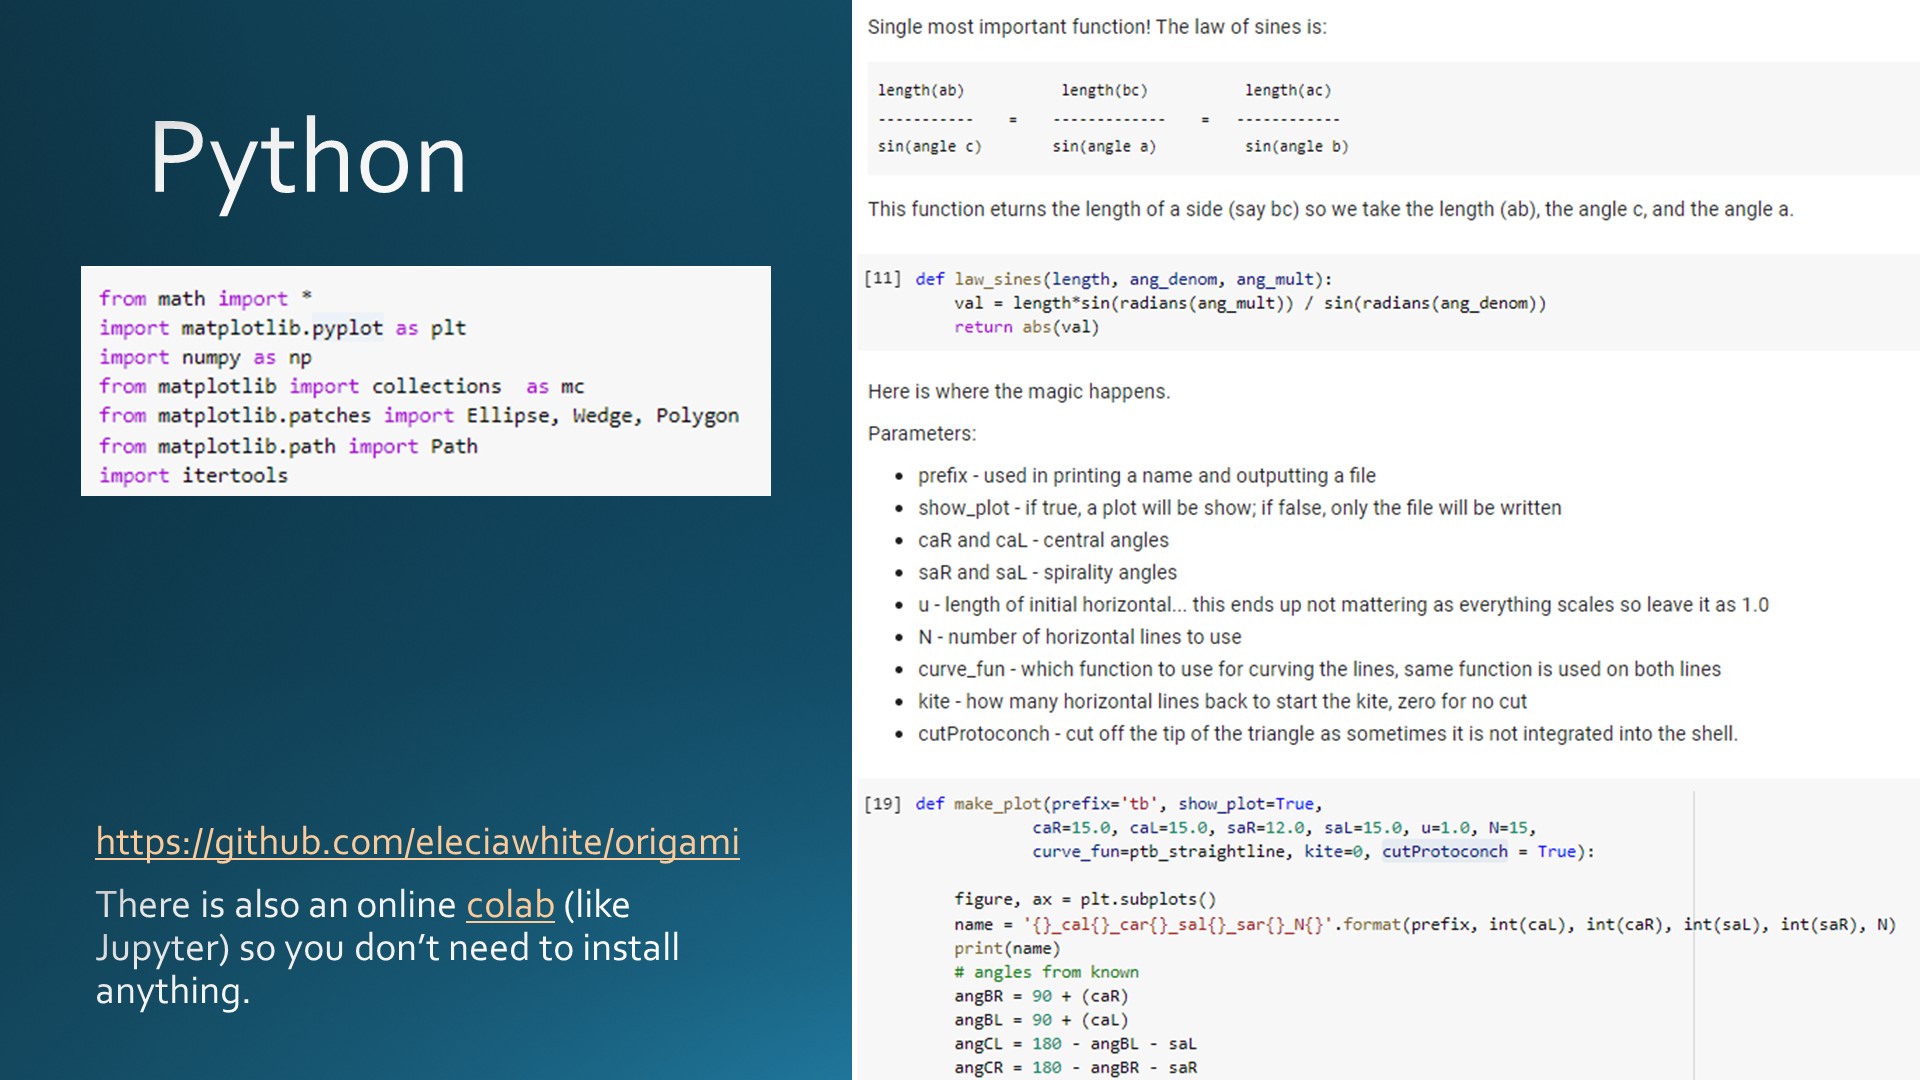 Python
from math import *
import matplotlib.pyplot as plt
import numpy as np
from matplotlib import collections  as mc
from matplotlib.patches import Ellipse, Wedge, Polygon
from matplotlib.path import Path
import itertools
https://github.com/eleciawhite/origami
There is also an online colab (like
Jupyter) so you don’t need to install
anything.
Single most important function! The law of sines is:
length(ab)          length(bc)          length(ac)
-----------   =   -------------   =   ------------
sin(angle c)       sin(angle a)         sin(angle b)
This function eturns the length of a side (say bc) so we take the length (ab), the angle c, and the angle a.
[11] def law_sines(length, ang_denom, ang_mult):
val = length*sin(radians(ang_mult)) / sin(radians(ang_denom))
return abs(val)
Here is where the magic happens.
Parameters:
• prefix - used in printing a name and outputting a file
• show_plot - if true, a plot will be show; if false, only the file will be written
• caR and caL - central angles
• saR and saL - spirality angles
• u - length of initial horizontal... this ends up not mattering as everything scales so leave it as 1.0
• N - number of horizontal lines to use
• curve_fun - which function to use for curving the lines, same function is used on both lines
• kite - how many horizontal lines back to start the kite, zero for no cut
• cutProtoconch - cut off the tip of the triangle as sometimes it is not integrated into the shell.
[19] def make_plot(prefix='tb', show_plot=True,
caR=15.0, caL=15.0, saR=12.0, saL=15.0, u=1.0, N=15,
curve_fun=ptb_straightline, kite=0, cutProtoconch = True):
figure, ax = plt.subplots()
name = '{}_cal{}_car{}_sal{}_sar{}_N{}'.format(prefix, int(caL), int(caR), int(saL), int(saR), N)
print(name)
# angles from known
angBR = 90 + (caR)
angBL = 90 + (caL)
angCL = 180 - angBL - saL
angCR = 180 - angBR - saR